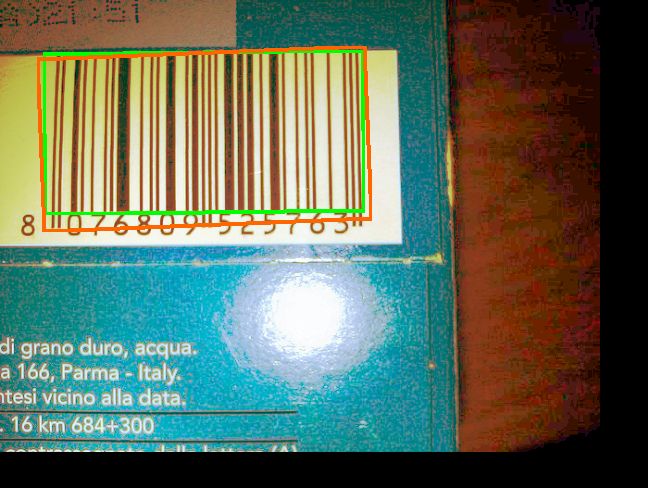 8 076809 525763
di grano duro, acqua.
a 166, Parma - Italy.
ntesi vicino alla data.
. 16 km 684+300